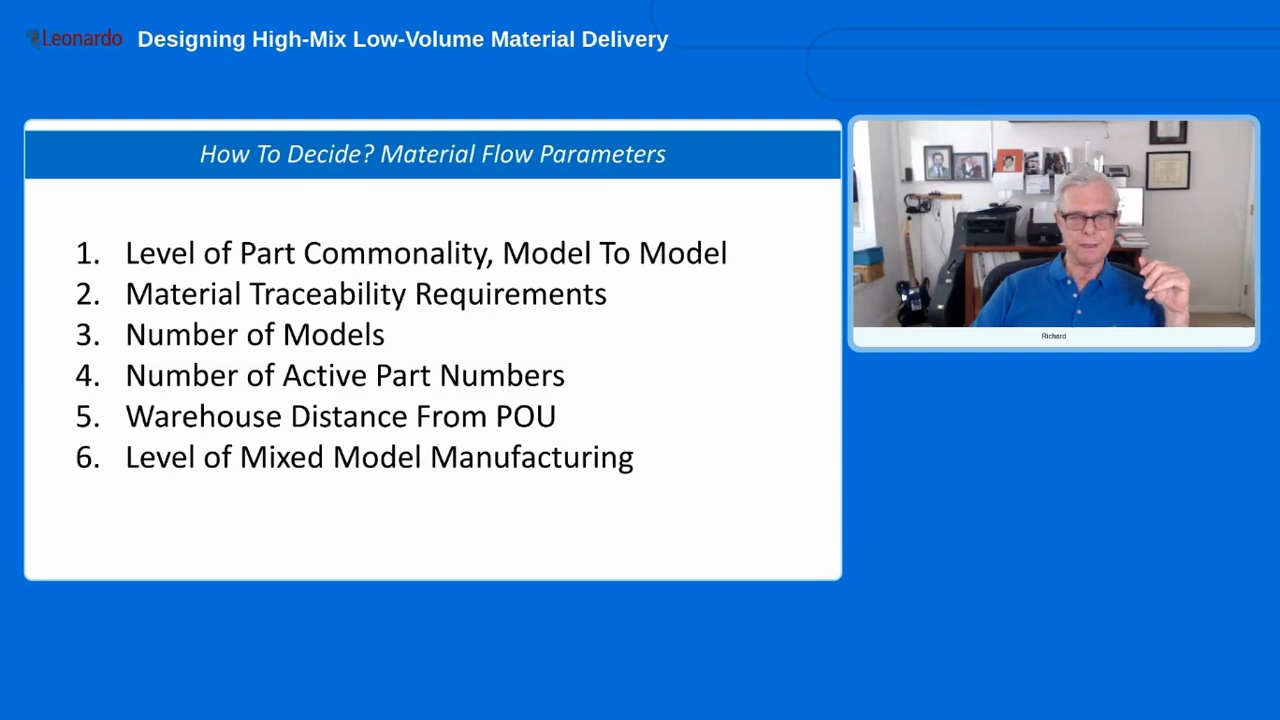 Leonardo
Designing High-Mix Low-Volume Material Delivery
How To Decide? Material Flow Parameters
1. Level of Part Commonality, Model To Model
2. Material Traceability Requirements
3. Number of Models
4. Number of Active Part Numbers
5. Warehouse Distance From POU
6. Level of Mixed Model Manufacturing
Richard